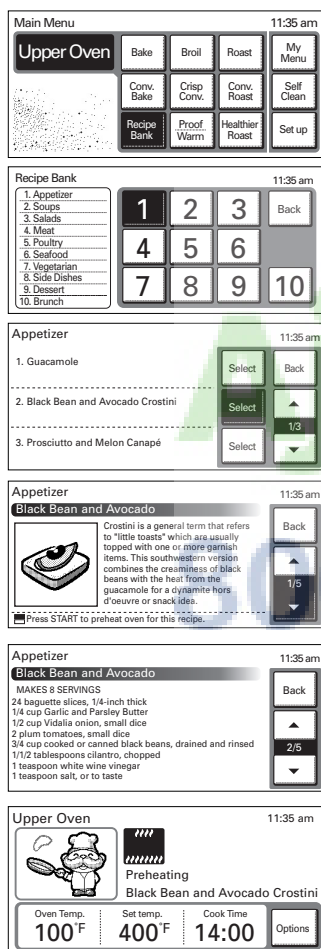 Main Menu
11:35 am
Upper Oven
Bake
Broil
Roast
My
Menu
Conv.
Bake
Crisp
Conv.
Conv.
Roast
Self
Clean
Recipe
Bank
Proof
Warm
Healthier
Roast
Set up
Recipe Bank
11:35 am
1. Appetizer
2. Soups
3. Salads
4. Meat
5. Poultry
6. Seafood
7. Vegetarian
8. Side Dishes
9. Dessert
10. Brunch
1 2 3
Back
4 5 6
7 8 9 10
Appetizer
11:35 am
1. Guacamole
Select
Back
2. Black Bean and Avocado Crostini
Select
1/3
3. Prosciutto and Melon Canapé
Select
Appetizer
11:35 am
Black Bean and Avocado
Crostini is a general term that refers
to "little toasts" which are usually
topped with one or more garnish
items. This southwestern version
combines the creaminess of black
beans with the heat from the
guacamole for a dynamite hors
d'oeuvre or snack idea.
Back
1/5
Press START to preheat oven for this recipe.
Appetizer
11:35 am
Black Bean and Avocado
MAKES 8 SERVINGS
24 baguette slices, 1/4-inch thick
1/4 cup Garlic and Parsley Butter
1/2 cup Vidalia onion, small dice
2 plum tomatoes, small dice
3/4 cup cooked or canned black beans, drained and rinsed
1/1/2 tablespoons cilantro, chopped
1 teaspoon white wine vinegar
1 teaspoon salt, or to taste
Back
2/5
Upper Oven
11:35 am
Preheating
Black Bean and Avocado Crostini
Oven Temp.
100°F
Set temp.
400°F
Cook Time
14:00
Options